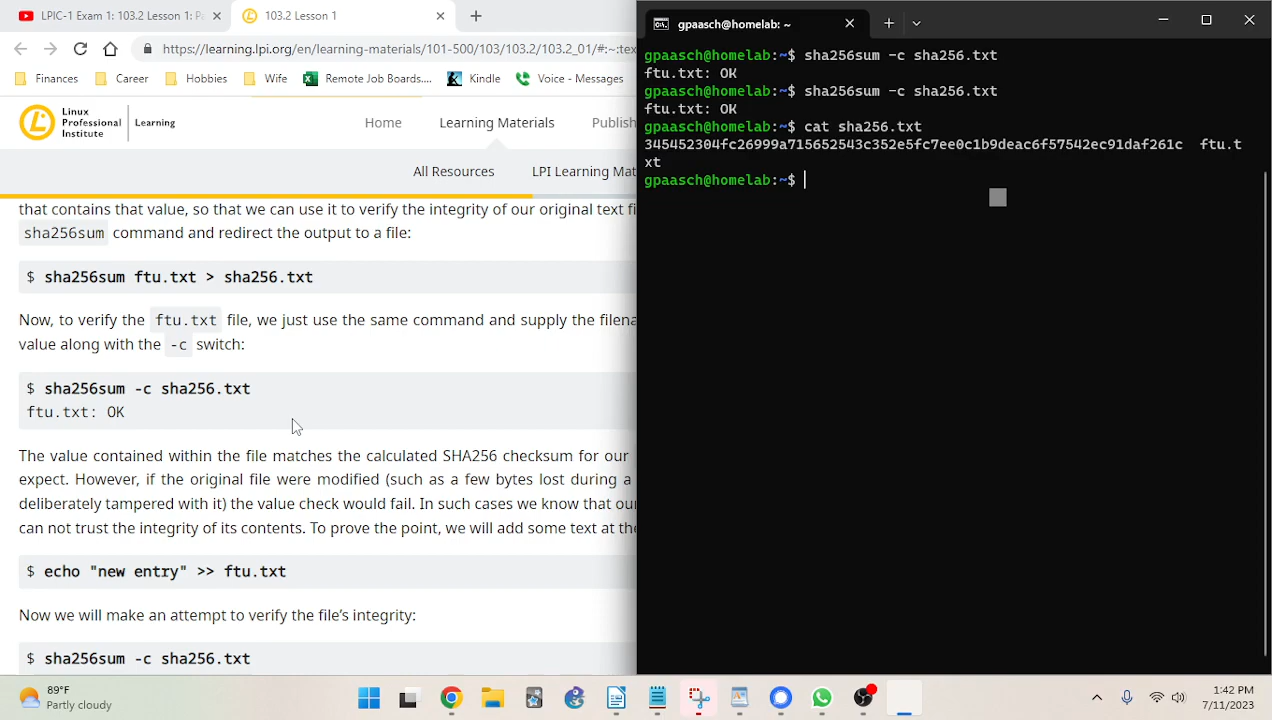 LPIC-1 Exam 1: 103.2 Lesson 1: Pa
103.2 Lesson 1
https://learning.lpi.org/en/learning-materials/101-500/103/103.2/103.2_01/#:~:tex
Finances
Career
Hobbies
Wife
Remote Job Boards....
Kindle
Voice - Messages
Linux
Professional
Institute
Learning
Home
Learning Materials
Publish
All Resources
LPI Learning Mat
that contains that value, so that we can use it to verify the integrity of our original text fi
sha256sum command and redirect the output to a file:
$ sha256sum ftu.txt > sha256.txt
Now, to verify the ftu.txt file, we just use the same command and supply the filena
value along with the -c switch:
$ sha256sum -c sha256.txt
ftu.txt: OK
The value contained within the file matches the calculated SHA256 checksum for our
expect. However, if the original file were modified (such as a few bytes lost during a
deliberately tampered with it) the value check would fail. In such cases we know that our
can not trust the integrity of its contents. To prove the point, we will add some text at the
$ echo "new entry" >> ftu.txt
Now we will make an attempt to verify the file's integrity:
$ sha256sum -c sha256.txt
gpaasch@homelab: ~
gpaasch@homelab:~$ sha256sum -c sha256.txt
ftu.txt: OK
gpaasch@homelab:~$ sha256sum -c sha256.txt
ftu.txt: OK
gpaasch@homelab:~$ cat sha256.txt
345452304fc26999a715652543c352e5fc7ee0c1b9deac6f57542ec91daf261c  ftu.t
xt
gpaasch@homelab:~$
89°F
Partly cloudy
1:42 PM
7/11/2023